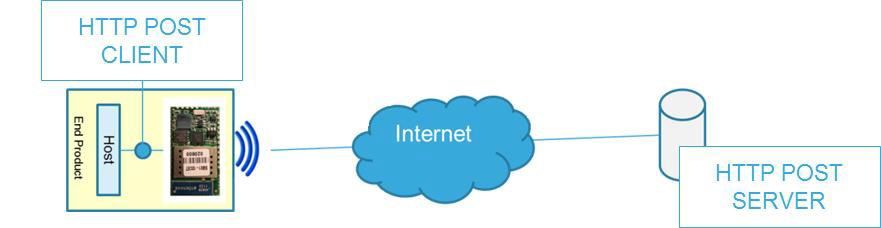 HTTP POST
CLIENT
End Product
Host
Internet
HTTP POST
SERVER